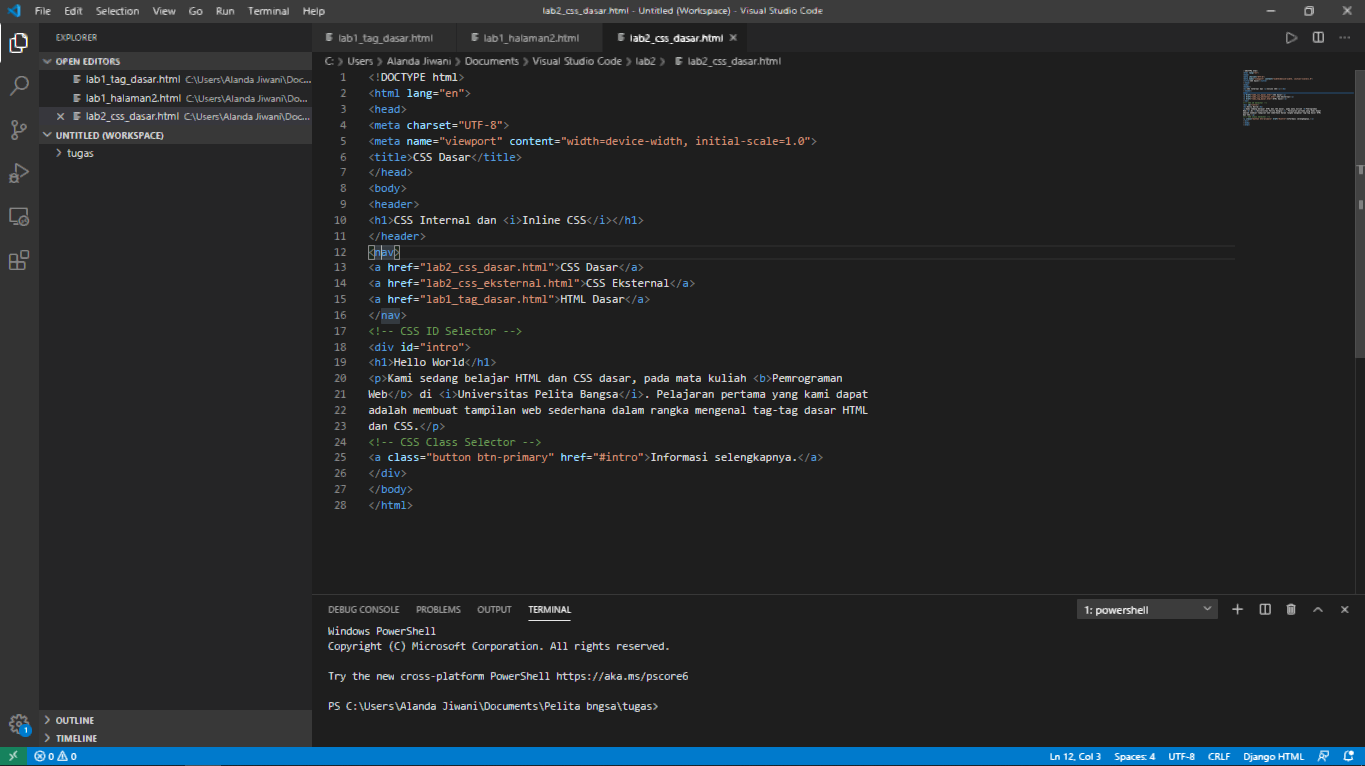 File Edit Selection View Go Run Terminal Help lab2_css_dasar.html - Untitled (Workspace) - Visual Studio Code
EXPLORER
OPEN EDITORS
lab1_tag_dasar.html C:\Users\Alanda Jiwani\Doc...
lab1_halaman2.html C:\Users\Alanda Jiwani\Doc...
lab2_css_dasar.html C:\Users\Alanda Jiwani\Doc...
UNTITLED (WORKSPACE)
tugas
OUTLINE
TIMELINE
lab1_tag_dasar.html lab1_halaman2.html lab2_css_dasar.html
C: > Users > Alanda Jiwani > Documents > Visual Studio Code > lab2 > lab2_css_dasar.html
1 <!DOCTYPE html>
2 <html lang="en">
3 <head>
4 <meta charset="UTF-8">
5 <meta name="viewport" content="width=device-width, initial-scale=1.0">
6 <title>CSS Dasar</title>
7 </head>
8 <body>
9 <header>
10 <h1>CSS Internal dan <i>Inline CSS</i></h1>
11 </header>
12 <nav>
13 <a href="lab2_css_dasar.html">CSS Dasar</a>
14 <a href="lab2_css_eksternal.html">CSS Eksternal</a>
15 <a href="lab1_tag_dasar.html">HTML Dasar</a>
16 </nav>
17 <!-- CSS ID Selector -->
18 <div id="intro">
19 <h1>Hello World</h1>
20 <p>Kami sedang belajar HTML dan CSS dasar, pada mata kuliah <b>Pemrograman
21 Web</b> di <i>Universitas Pelita Bangsa</i>. Pelajaran pertama yang kami dapat
22 adalah membuat tampilan web sederhana dalam rangka mengenal tag-tag dasar HTML
23 dan CSS.</p>
24 <!-- CSS Class Selector -->
25 <a class="button btn-primary" href="#intro">Informasi selengkapnya.</a>
26 </div>
27 </body>
28 </html>
DEBUG CONSOLE PROBLEMS OUTPUT TERMINAL 1: powershell
Windows PowerShell
Copyright (C) Microsoft Corporation. All rights reserved.
Try the new cross-platform PowerShell https://aka.ms/pscore6
PS C:\Users\Alanda Jiwani\Documents\Pelita bngsa\tugas>
1
0 0 Ln 12, Col 3 Spaces: 4 UTF-8 CRLF Django HTML